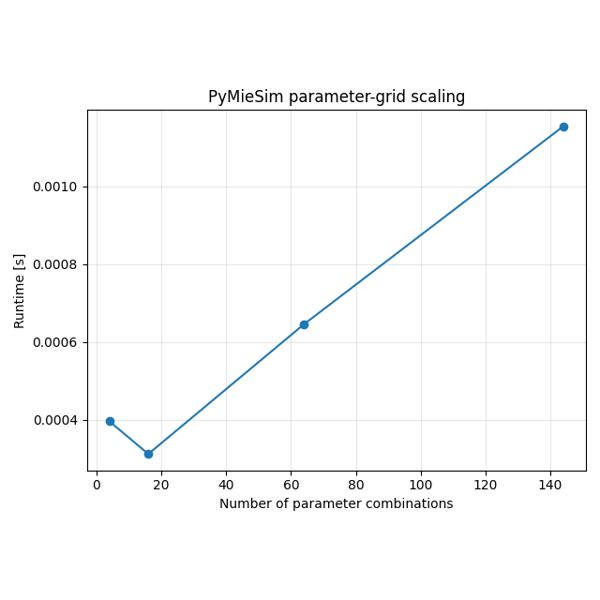 PyMieSim parameter-grid scaling
Runtime [s]
0.0010
0.0008
0.0006
0.0004
0 20 40 60 80 100 120 140
Number of parameter combinations